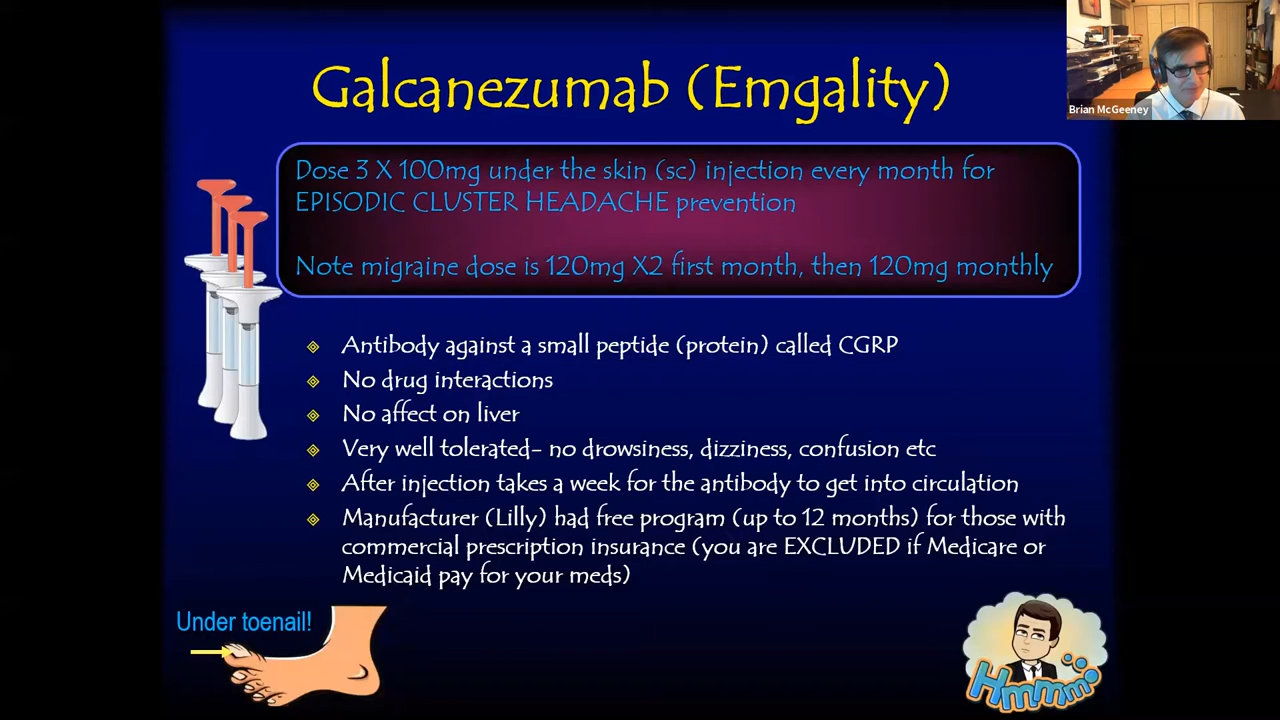 Galcanezumab (Emgality)
Brian McGeeney
Dose 3 X 100mg under the skin (sc) injection every month for
EPISODIC CLUSTER HEADACHE prevention
Note migraine dose is 120mg X2 first month, then 120mg monthly
Antibody against a small peptide (protein) called CGRP
No drug interactions
No affect on liver
Very well tolerated- no drowsiness, dizziness, confusion etc
After injection takes a week for the antibody to get into circulation
Manufacturer (Lilly) had free program (up to 12 months) for those with
commercial prescription insurance (you are EXCLUDED if Medicare or
Medicaid pay for your meds)
Under toenail!
Hmmm